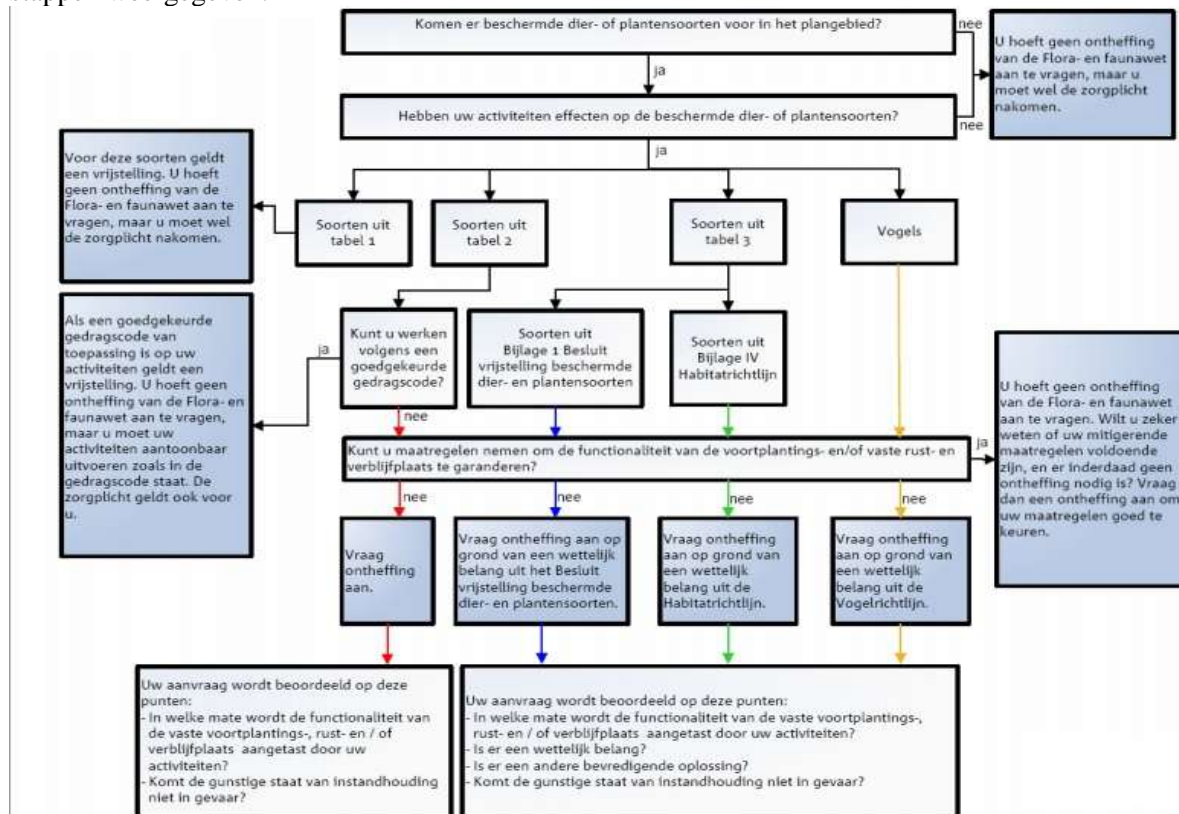 Komen er beschermde dier- of plantensoorten voor in het plangebied?
nee
U hoeft geen ontheffing
van de Flora- en faunawet
aan te vragen, maar u
moet wel de zorgplicht
nakomen.
ja
Hebben uw activiteiten effecten op de beschermde dier- of plantensoorten?
nee
ja
Voor deze soorten geldt
een vrijstelling. U hoeft
geen ontheffing van de
Flora- en faunawet aan te
vragen, maar u moet wel
de zorgplicht nakomen.
Soorten uit
tabel 1
Soorten uit
tabel 2
Soorten uit
tabel 3
Vogels
Als een goedgekeurde
gedragscode van
toepassing is op uw
activiteiten geldt een
vrijstelling. U hoeft geen
ontheffing van de Flora- en
faunawet aan te vragen,
maar u moet uw
activiteiten aantoonbaar
uitvoeren zoals in de
gedragscode staat. De
zorgplicht geldt ook voor
u.
ja
Kunt u werken
volgens een
goedgekeurde
gedragscode?
Soorten uit
Bijlage 1 Besluit
vrijstelling beschermde
dier- en plantensoorten
Soorten uit
Bijlage IV
Habitatrichtlijn
nee
Kunt u maatregelen nemen om de functionaliteit van de voortplantings- en/of vaste rust- en
verblijfplaats te garanderen?
ja
U hoeft geen ontheffing
van de Flora- en faunawet
aan te vragen. Wilt u zeker
weten of uw mitigerende
maatregelen voldoende
zijn, en er inderdaad geen
ontheffing nodig is? Vraag
dan een ontheffing aan om
uw maatregelen goed te
keuren.
nee
nee
nee
nee
Vraag
ontheffing
aan.
Vraag ontheffing aan op
grond van een wettelijk
belang uit het Besluit
vrijstelling beschermde
dier- en plantensoorten.
Vraag ontheffing
aan op grond van
een wettelijk
belang uit de
Habitatrichtlijn.
Vraag ontheffing
aan op grond van
een wettelijk
belang uit de
Vogelrichtlijn.
Uw aanvraag wordt beoordeeld op deze
punten:
- In welke mate wordt de functionaliteit van
de vaste voortplantings-, rust- en / of
verblijfplaats aangetast door uw
activiteiten?
- Komt de gunstige staat van instandhouding
niet in gevaar?
Uw aanvraag wordt beoordeeld op deze punten:
- In welke mate wordt de functionaliteit van de vaste voortplantings-,
rust- en / of verblijfplaats aangetast door uw activiteiten?
- Is er een wettelijk belang?
- Is er een andere bevredigende oplossing?
- Komt de gunstige staat van instandhouding niet in gevaar?